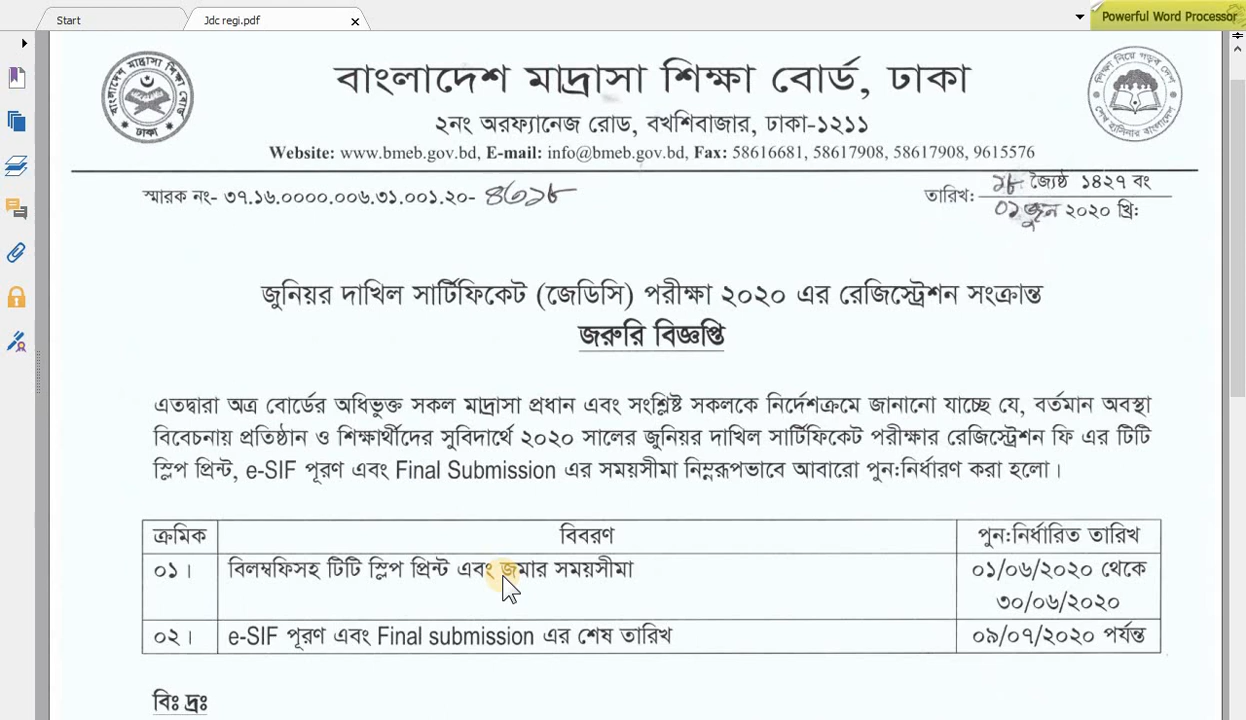 Start
Jdc regi.pdf
Powerful Word Processor
বাংলাদেশ মাদ্রাসা শিক্ষা বোর্ড, ঢাকা
বাংলাদেশ মাদ্রাসা শিক্ষা বোর্ড
ঢাকা
শিক্ষা নিয়ে গড়ব দেশ
শেখ হাসিনার বাংলাদেশ
২নং অরফ্যানেজ রোড, বখশিবাজার, ঢাকা-১২১১
Website: www.bmeb.gov.bd, E-mail: info@bmeb.gov.bd, Fax: 58616681, 58617908, 58617908, 9615576
স্মারক নং- ৩৭.১৬.০০০০.০০৬.৩১.০০১.২০-
তারিখ: ১৮ জ্যৈষ্ঠ ১৪২৭ বং
০১ জুন ২০২০ খ্রি:
জুনিয়র দাখিল সার্টিফিকেট (জেডিসি) পরীক্ষা ২০২০ এর রেজিস্ট্রেশন সংক্রান্ত
জরুরি বিজ্ঞপ্তি
এতদ্বারা অত্র বোর্ডের অধিভুক্ত সকল মাদ্রাসা প্রধান এবং সংশ্লিষ্ট সকলকে নির্দেশক্রমে জানানো যাচ্ছে যে, বর্তমান অবস্থা
বিবেচনায় প্রতিষ্ঠান ও শিক্ষার্থীদের সুবিদার্থে ২০২০ সালের জুনিয়র দাখিল সার্টিফিকেট পরীক্ষার রেজিস্ট্রেশন ফি এর টিটি
স্লিপ প্রিন্ট, e-SIF পূরণ এবং Final Submission এর সময়সীমা নিম্নরূপভাবে আবারো পুন:নির্ধারণ করা হলো।
ক্রমিক বিবরণ পুন:নির্ধারিত তারিখ
০১। বিলম্বফিসহ টিটি স্লিপ প্রিন্ট এবং জমার সময়সীমা ০১/০৬/২০২০ থেকে
৩০/০৬/২০২০
০২। e-SIF পূরণ এবং Final submission এর শেষ তারিখ ০৯/০৭/২০২০ পর্যন্ত
বিঃ দ্রঃ